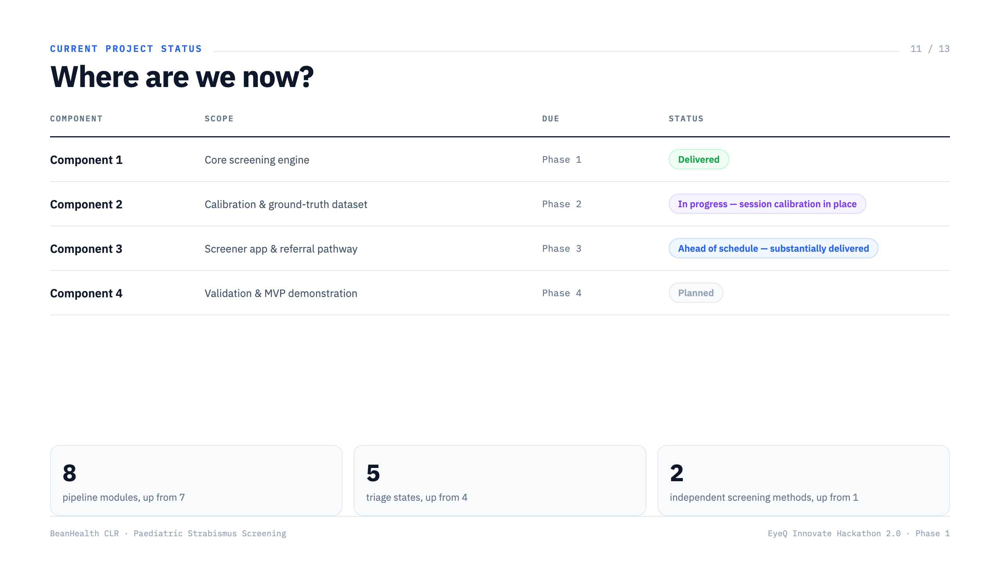 CURRENT PROJECT STATUS 11 / 13
Where are we now?
COMPONENT SCOPE DUE STATUS
Component 1 Core screening engine Phase 1 Delivered
Component 2 Calibration & ground-truth dataset Phase 2 In progress — session calibration in place
Component 3 Screener app & referral pathway Phase 3 Ahead of schedule — substantially delivered
Component 4 Validation & MVP demonstration Phase 4 Planned
8
pipeline modules, up from 7
5
triage states, up from 4
2
independent screening methods, up from 1
BeanHealth CLR · Paediatric Strabismus Screening EyeQ Innovate Hackathon 2.0 · Phase 1